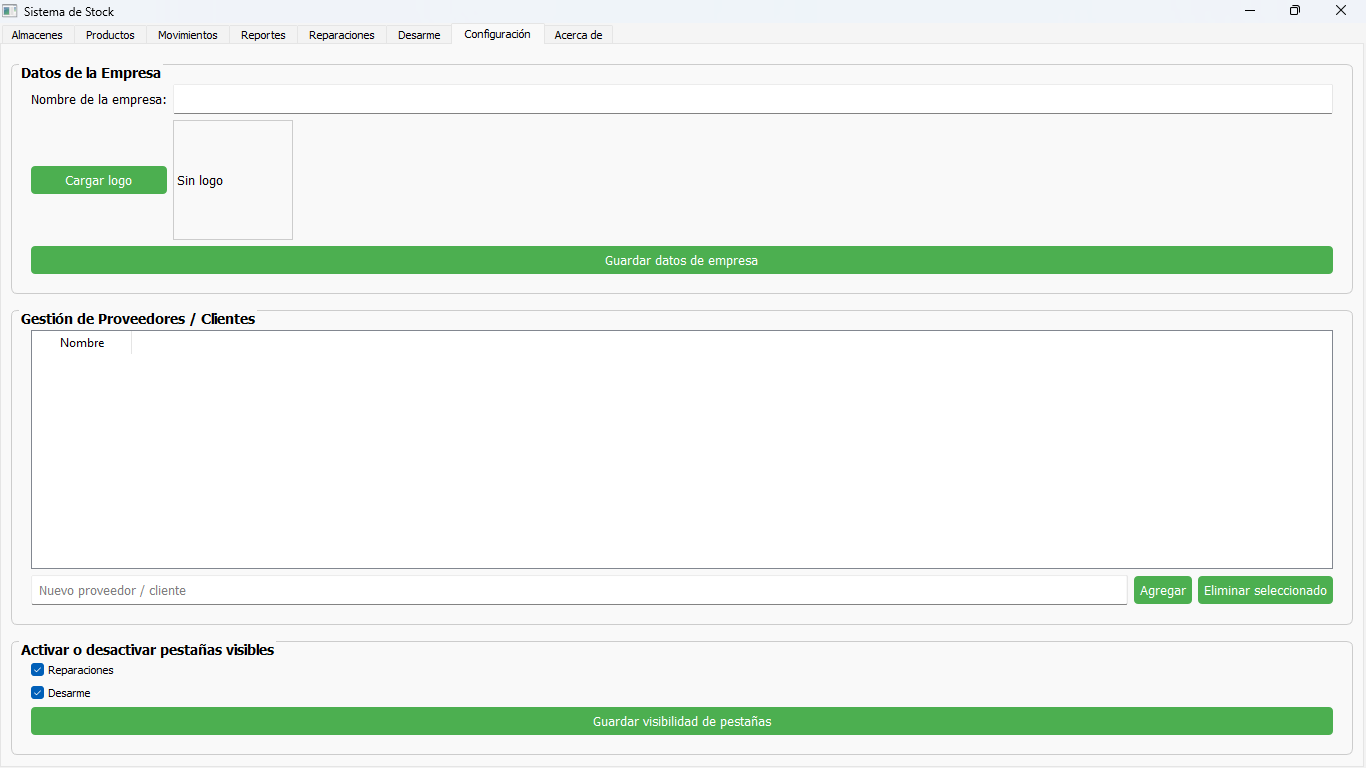 Sistema de Stock
Almacenes Productos Movimientos Reportes Reparaciones Desarme Configuración Acerca de
Datos de la Empresa
Nombre de la empresa:
Cargar logo Sin logo
Guardar datos de empresa
Gestión de Proveedores / Clientes
Nombre
Nuevo proveedor / cliente Agregar Eliminar seleccionado
Activar o desactivar pestañas visibles
Reparaciones
Desarme
Guardar visibilidad de pestañas